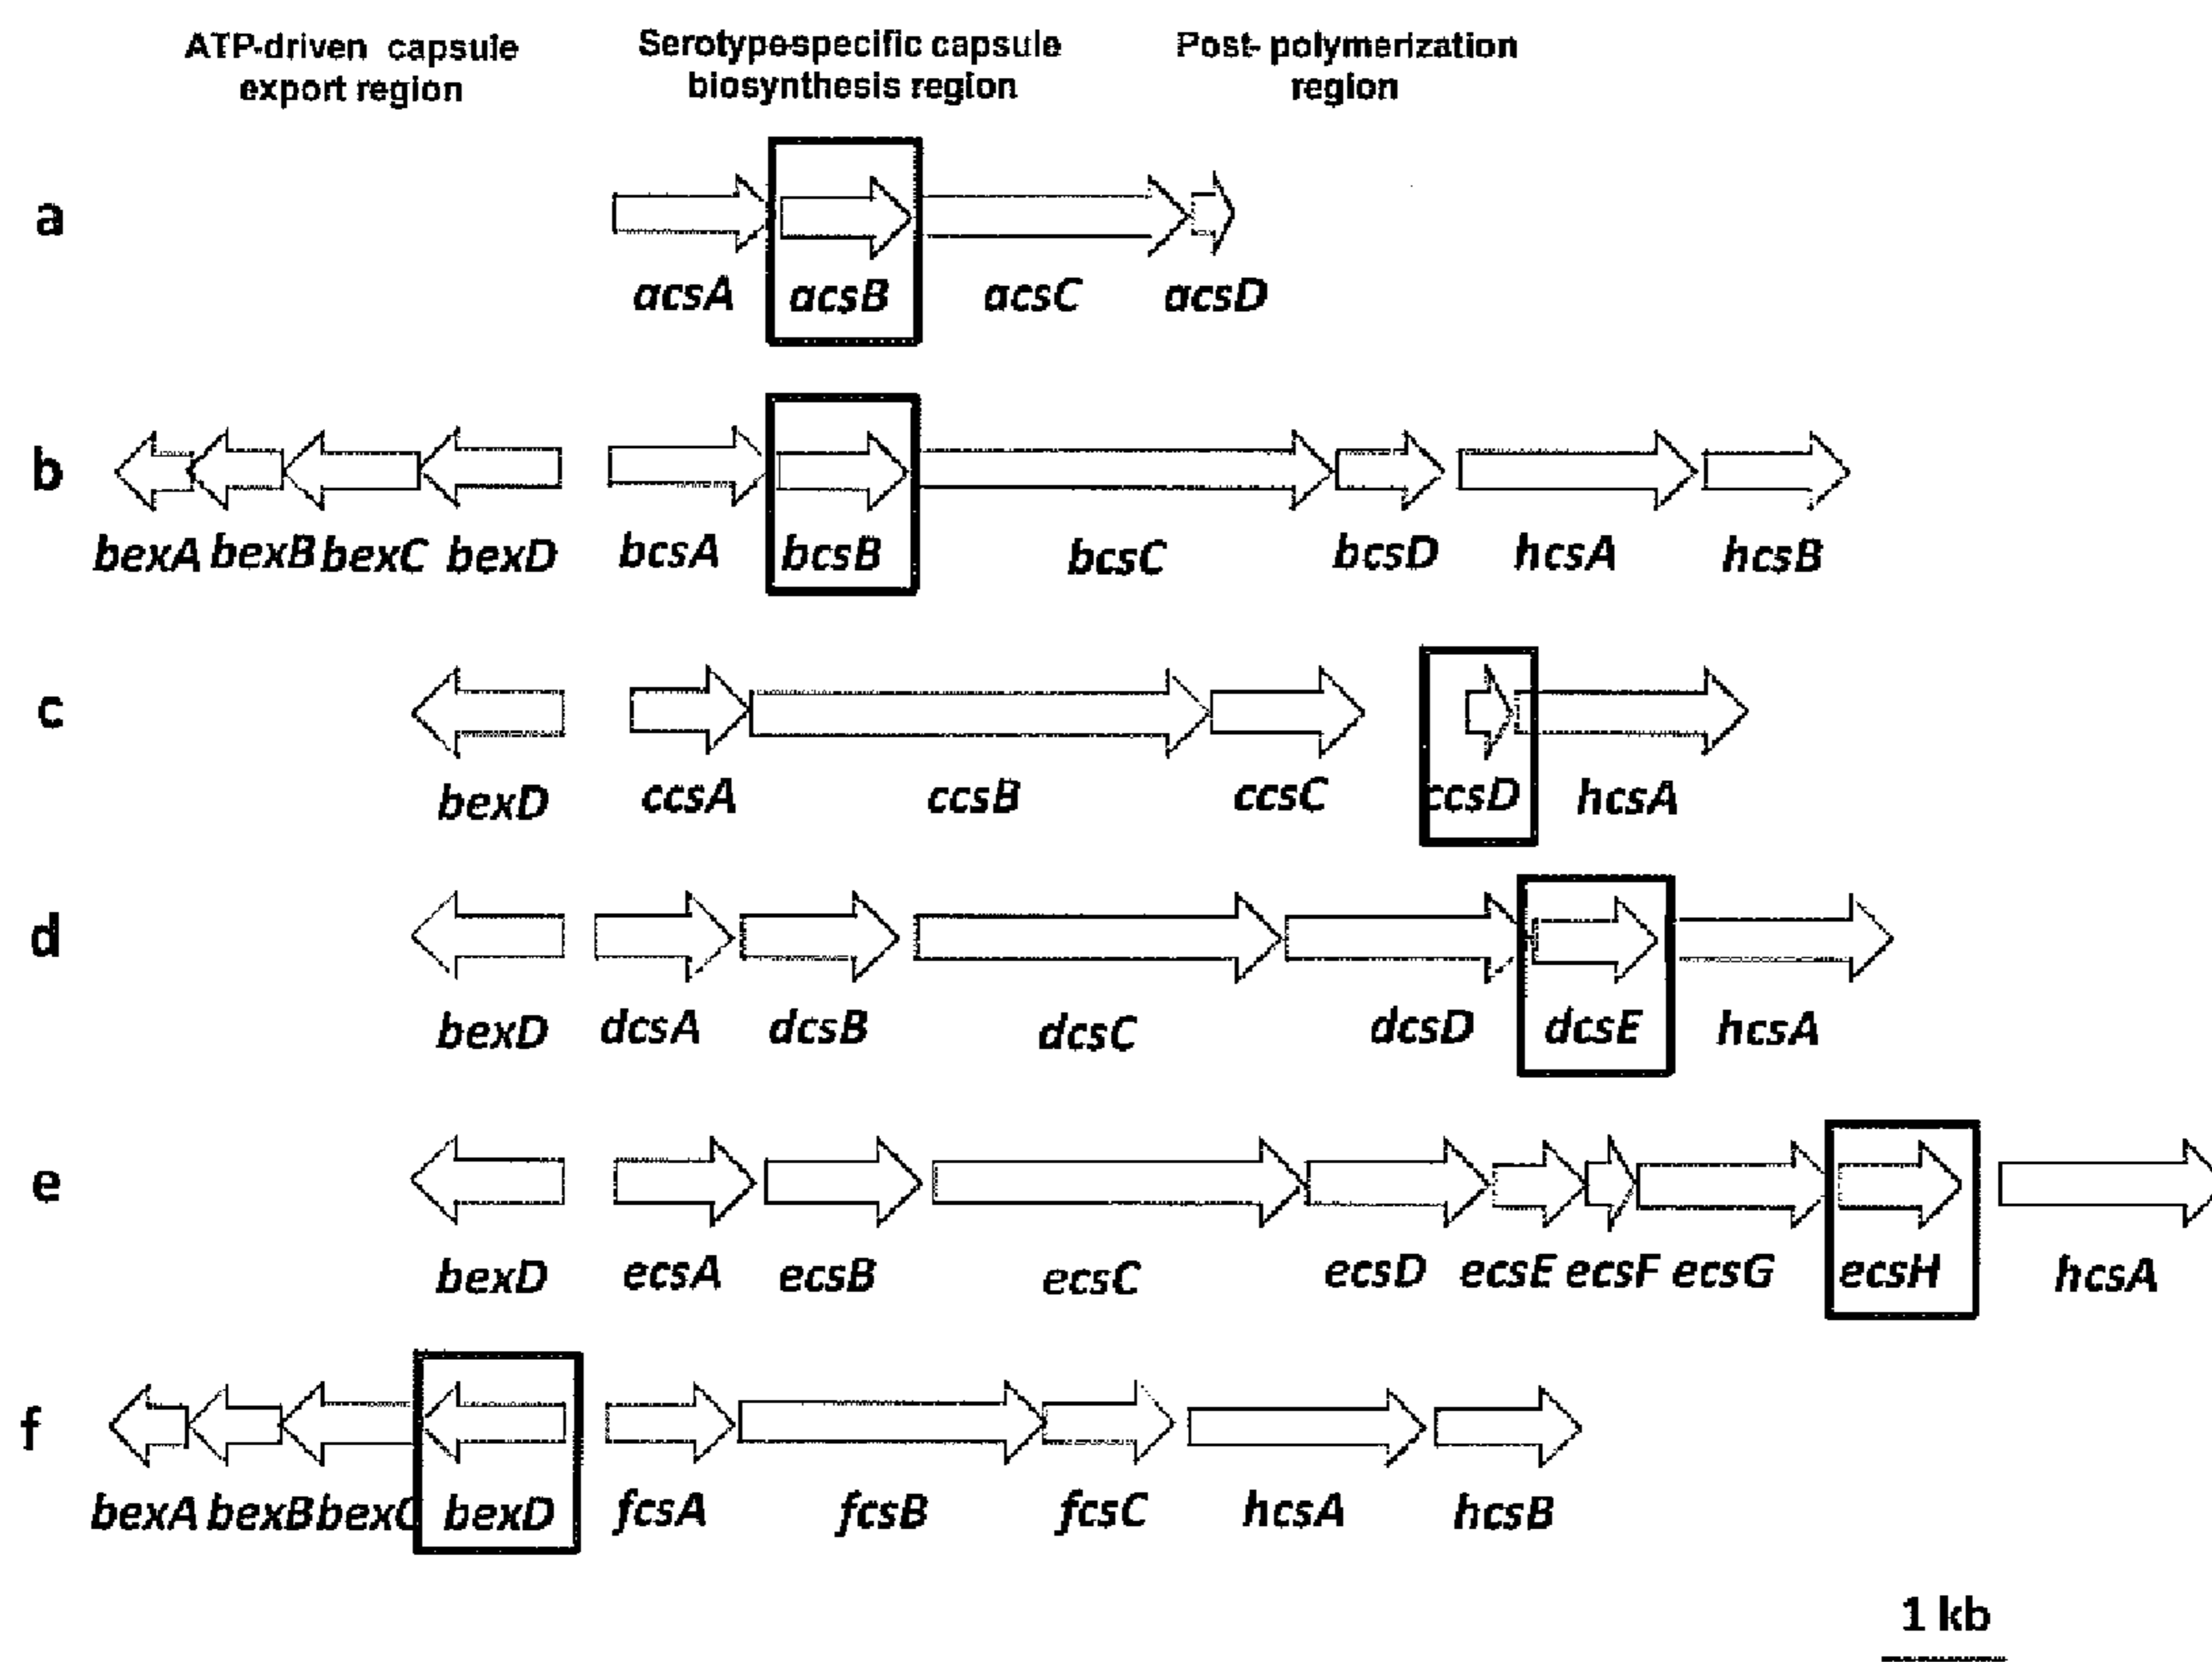 ATP-driven capsule
export region
Serotype-specific capsule
biosynthesis region
Post- polymerization
region
a
acsA acsB acsC acsD
b
bexA bexB bexC bexD bcsA bcsB bcsC bcsD hcsA hcsB
c
bexD ccsA ccsB ccsC ccsD hcsA
d
bexD dcsA dcsB dcsC dcsD dcsE hcsA
e
bexD ecsA ecsB ecsC ecsD ecsE ecsF ecsG ecsH hcsA
f
bexA bexB bexC bexD fcsA fcsB fcsC hcsA hcsB
1 kb